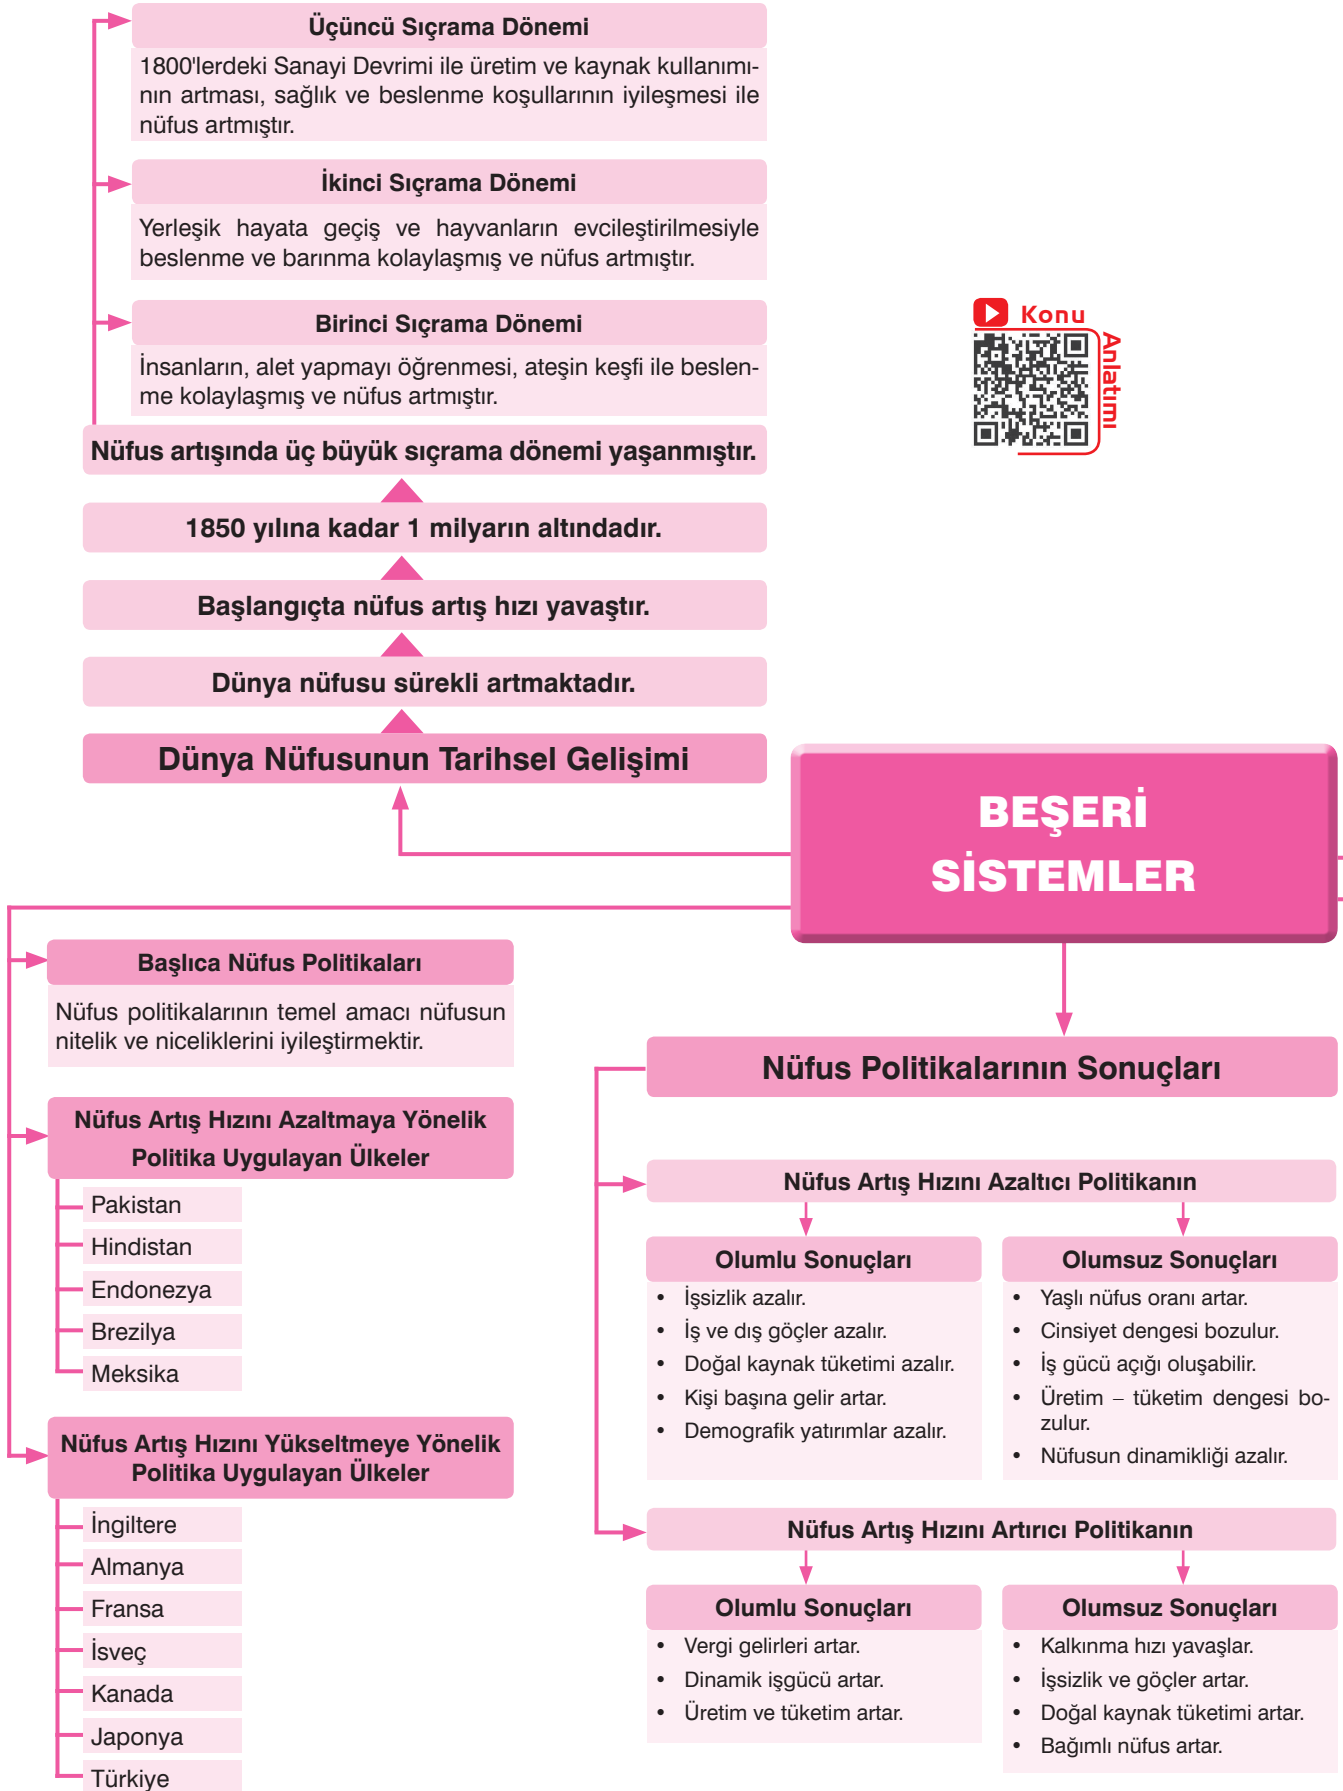 Üçüncü Sıçrama Dönemi
1800'lerdeki Sanayi Devrimi ile üretim ve kaynak kullanımı-
nın artması, sağlık ve beslenme koşullarının iyileşmesi ile
nüfus artmıştır.
İkinci Sıçrama Dönemi
Yerleşik hayata geçiş ve hayvanların evcileştirilmesiyle
beslenme ve barınma kolaylaşmış ve nüfus artmıştır.
Birinci Sıçrama Dönemi
İnsanların, alet yapmayı öğrenmesi, ateşin keşfi ile beslen-
me kolaylaşmış ve nüfus artmıştır.
Konu
Anlatımı
Nüfus artışında üç büyük sıçrama dönemi yaşanmıştır.
1850 yılına kadar 1 milyarın altındadır.
Başlangıçta nüfus artış hızı yavaştır.
Dünya nüfusu sürekli artmaktadır.
Dünya Nüfusunun Tarihsel Gelişimi
BEŞERİ
SİSTEMLER
Başlıca Nüfus Politikaları
Nüfus politikalarının temel amacı nüfusun
nitelik ve niceliklerini iyileştirmektir.
Nüfus Artış Hızını Azaltmaya Yönelik
Politika Uygulayan Ülkeler
Pakistan
Hindistan
Endonezya
Brezilya
Meksika
Nüfus Artış Hızını Yükseltmeye Yönelik
Politika Uygulayan Ülkeler
İngiltere
Almanya
Fransa
İsveç
Kanada
Japonya
Türkiye
Nüfus Politikalarının Sonuçları
Nüfus Artış Hızını Azaltıcı Politikanın
Olumlu Sonuçları
• İşsizlik azalır.
• İş ve dış göçler azalır.
• Doğal kaynak tüketimi azalır.
• Kişi başına gelir artar.
• Demografik yatırımlar azalır.
Olumsuz Sonuçları
• Yaşlı nüfus oranı artar.
• Cinsiyet dengesi bozulur.
• İş gücü açığı oluşabilir.
• Üretim – tüketim dengesi bo-
zulur.
• Nüfusun dinamikliği azalır.
Nüfus Artış Hızını Artırıcı Politikanın
Olumlu Sonuçları
• Vergi gelirleri artar.
• Dinamik işgücü artar.
• Üretim ve tüketim artar.
Olumsuz Sonuçları
• Kalkınma hızı yavaşlar.
• İşsizlik ve göçler artar.
• Doğal kaynak tüketimi artar.
• Bağımlı nüfus artar.